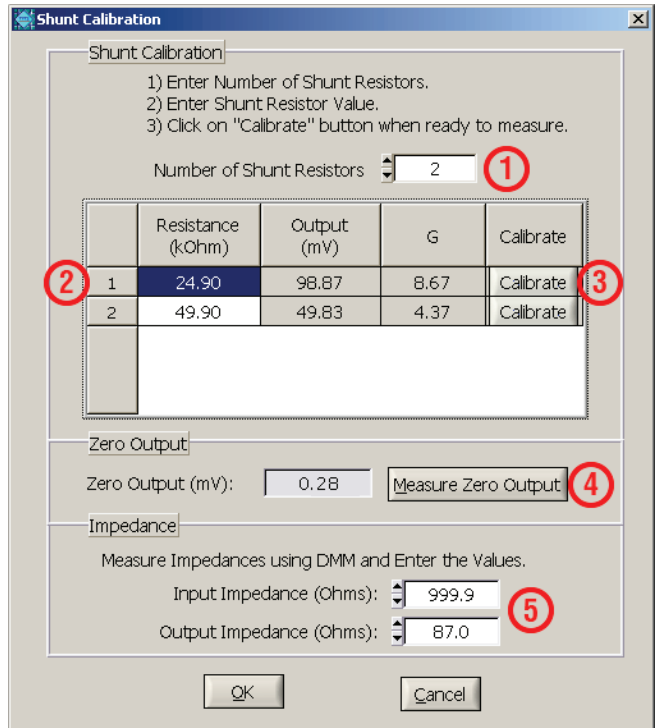 Shunt Calibration
Shunt Calibration
1) Enter Number of Shunt Resistors.
2) Enter Shunt Resistor Value.
3) Click on "Calibrate" button when ready to measure.
Number of Shunt Resistors 2 1
Resistance (kOhm) Output (mV) G Calibrate
2 1 24.90 98.87 8.67 Calibrate 3
2 49.90 49.83 4.37 Calibrate
Zero Output
Zero Output (mV): 0.28 Measure Zero Output 4
Impedance
Measure Impedances using DMM and Enter the Values.
Input Impedance (Ohms): 999.9
5
Output Impedance (Ohms): 87.0
OK Cancel